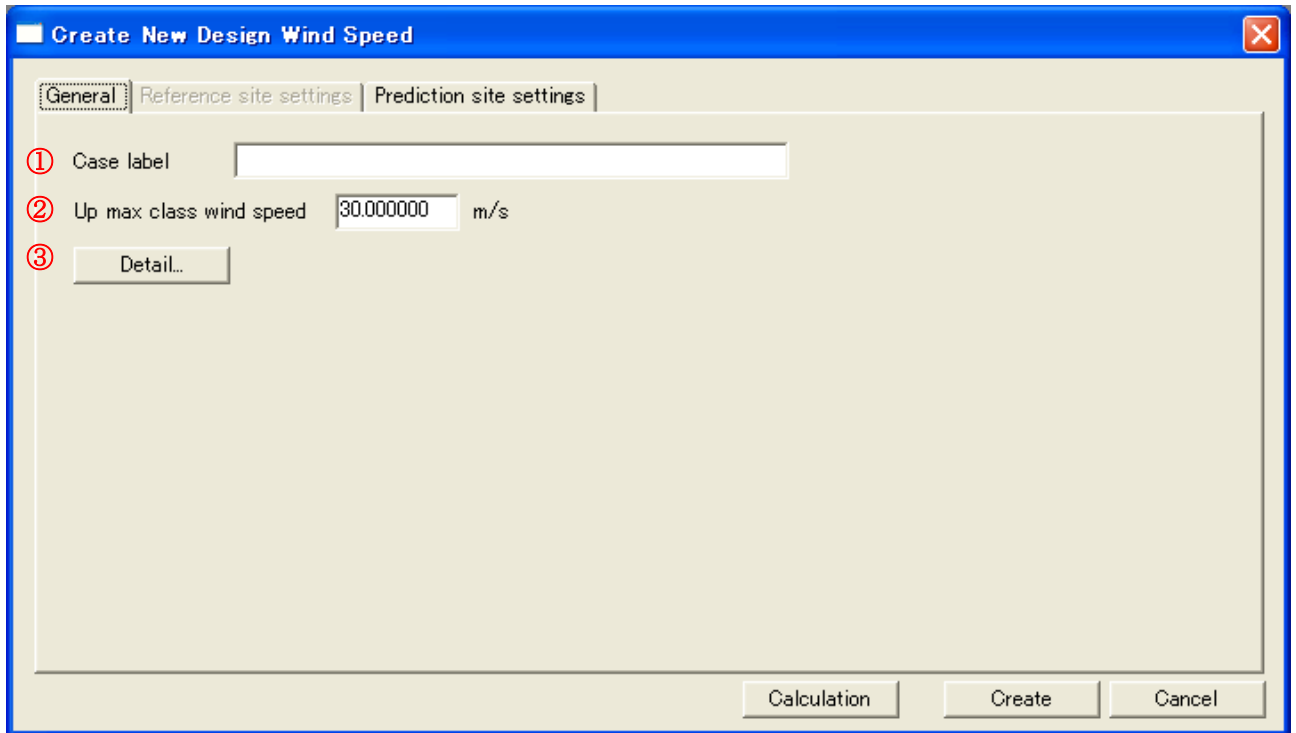 Create New Design Wind Speed
General Reference site settings Prediction site settings
① Case label
② Up max class wind speed 30.000000 m/s
③ Detail...
Calculation Create Cancel